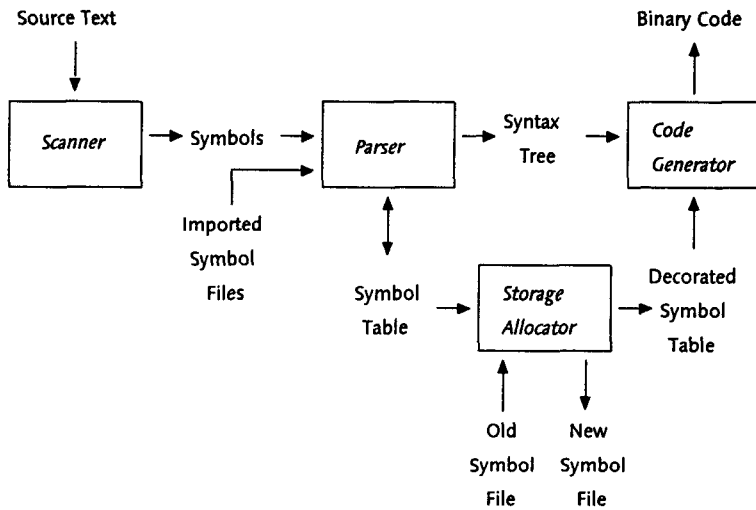 Source Text
Binary Code
Scanner
Symbols
Parser
Syntax
Tree
Code
Generator
Imported
Symbol
Files
Symbol
Table
Storage
Allocator
Decorated
Symbol
Table
Old
Symbol
File
New
Symbol
File